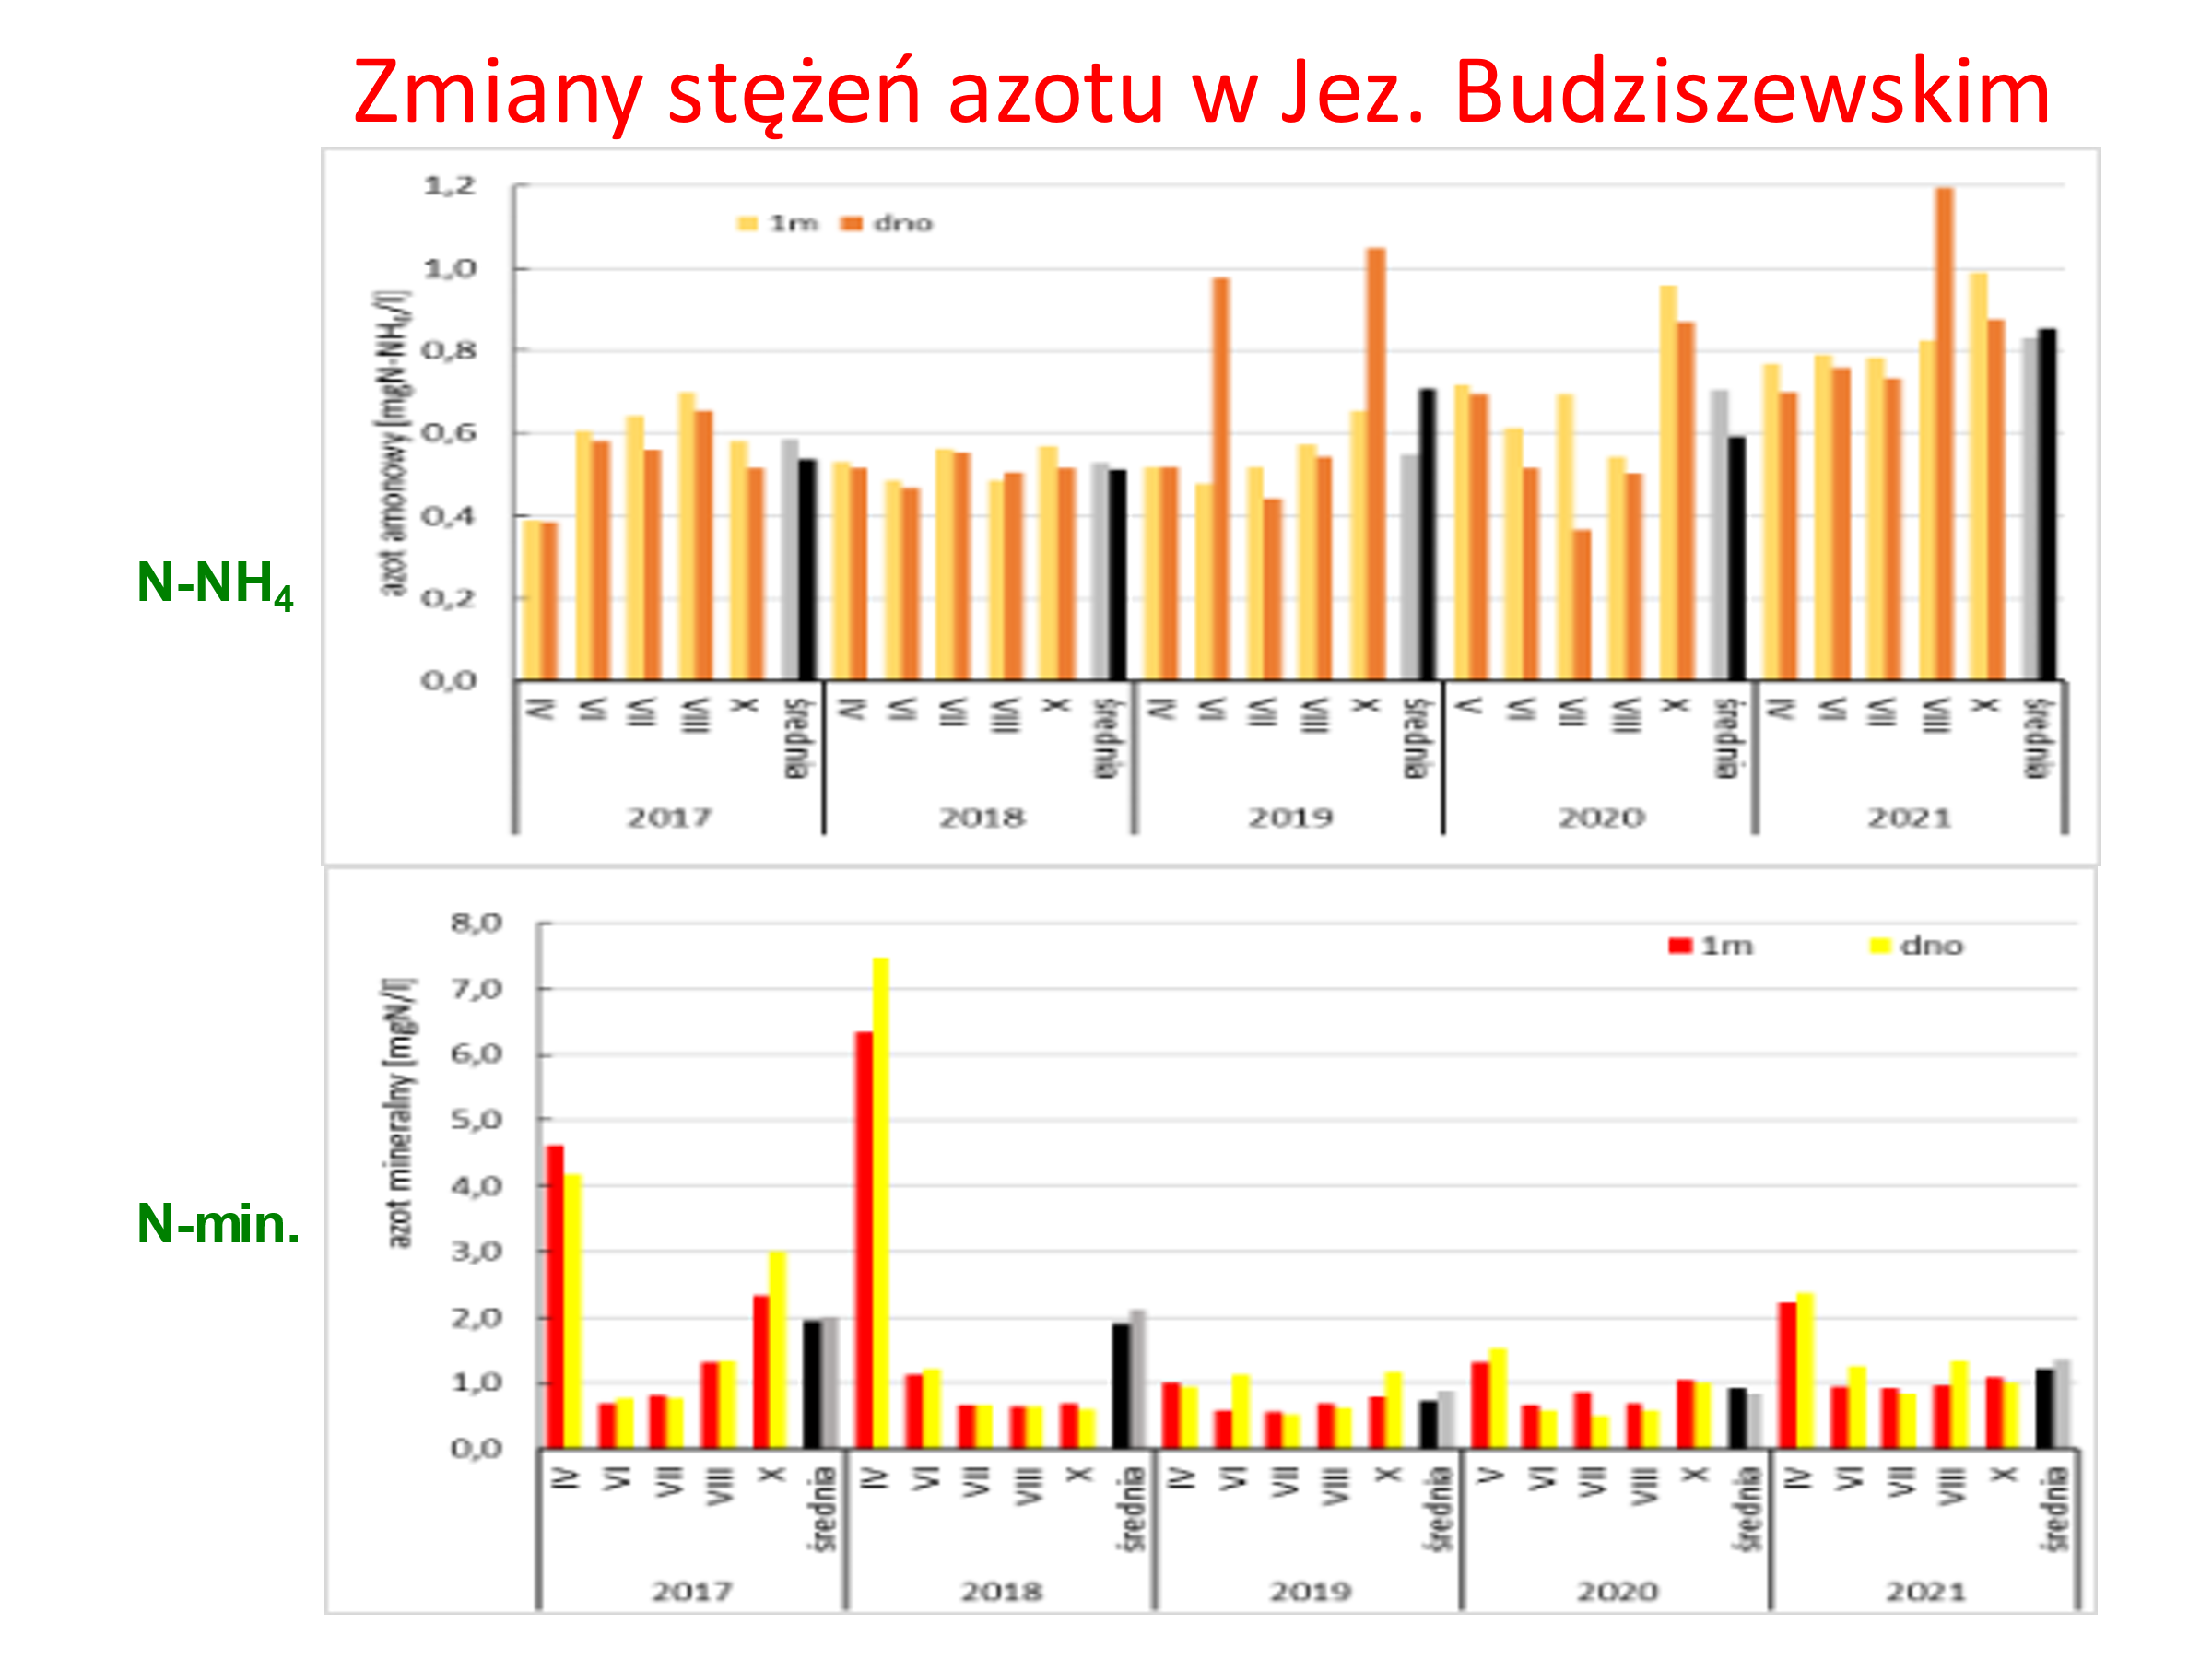 Zmiany stężeń azotu w Jez. Budziszewskim
1,2
1m dno
1,0
0,8
0,6
0,4
0,2
0,0
azot amonowy [mgN-NH₄/l]
N-NH₄
IV VI VII VIII X średnia IV VI VII VIII X średnia IV VI VII VIII X średnia V VI VII VIII X średnia IV VI VII VIII X średnia
2017 2018 2019 2020 2021
8,0
1m dno
7,0
6,0
5,0
4,0
3,0
2,0
1,0
0,0
azot mineralny [mgN/l]
N-min.
IV VI VII VIII X średnia IV VI VII VIII X średnia IV VI VII VIII X średnia V VI VII VIII X średnia IV VI VII VIII X średnia
2017 2018 2019 2020 2021